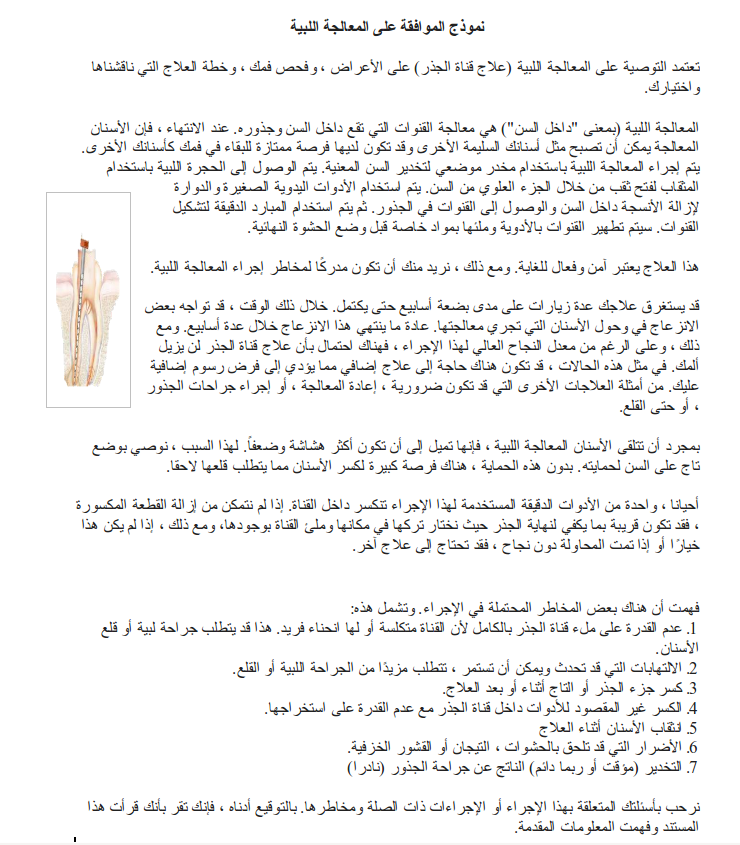 نموذج الموافقة على المعالجة اللبية
تعتمد التوصية على المعالجة اللبية (علاج قناة الجذر) على الأعراض ، وفحص فمك ، وخطة العلاج التي ناقشناها
واختيارك.
المعالجة اللبية (بمعنى "داخل السن") هي معالجة القنوات التي تقع داخل السن وجذوره. عند الانتهاء ، فإن الأسنان
المعالجة يمكن أن تصبح مثل أسنانك السليمة الأخرى وقد تكون لديها فرصة ممتازة للبقاء في فمك كأسنانك الأخرى.
يتم إجراء المعالجة اللبية باستخدام مخدر موضعي لتخدير السن المعنية. يتم الوصول إلى الحجرة اللبية باستخدام
المثقاب لفتح ثقب من خلال الجزء العلوي من السن. يتم استخدام الأدوات اليدوية الصغيرة والدوارة
لإزالة الأنسجة داخل السن والوصول إلى القنوات في الجذور. ثم يتم استخدام المبارد الدقيقة لتشكيل
القنوات. سيتم تطهير القنوات بالأدوية وملئها بمواد خاصة قبل وضع الحشوة النهائية.
هذا العلاج يعتبر آمن وفعال للغاية. ومع ذلك ، نريد منك أن تكون مدركًا لمخاطر إجراء المعالجة اللبية.
قد يستغرق علاجك عدة زيارات على مدى بضعة أسابيع حتى يكتمل. خلال ذلك الوقت ، قد تواجه بعض
الانزعاج في وحول الأسنان التي تجري معالجتها. عادة ما ينتهي هذا الانزعاج خلال عدة أسابيع. ومع
ذلك ، وعلى الرغم من معدل النجاح العالي لهذا الإجراء ، فهناك احتمال بأن علاج قناة الجذر لن يزيل
ألمك. في مثل هذه الحالات ، قد تكون هناك حاجة إلى علاج إضافي مما يؤدي إلى فرض رسوم إضافية
عليك. من أمثلة العلاجات الأخرى التي قد تكون ضرورية ، إعادة المعالجة ، أو إجراء جراحات الجذور
، أو حتى القلع.
بمجرد أن تتلقى الأسنان المعالجة اللبية ، فإنها تميل إلى أن تكون أكثر هشاشة وضعفاً. لهذا السبب ، نوصي بوضع
تاج على السن لحمايته. بدون هذه الحماية ، هناك فرصة كبيرة لكسر الأسنان مما يتطلب قلعها لاحقا.
أحيانا ، واحدة من الأدوات الدقيقة المستخدمة لهذا الإجراء تنكسر داخل القناة. إذا لم نتمكن من إزالة القطعة المكسورة
، فقد تكون قريبة بما يكفي لنهاية الجذر حيث نختار تركها في مكانها وملئ القناة بوجودها، ومع ذلك ، إذا لم يكن هذا
خيارًا أو إذا تمت المحاولة دون نجاح ، فقد تحتاج إلى علاج آخر.
فهمت أن هناك بعض المخاطر المحتملة في الإجراء. وتشمل هذه:
1. عدم القدرة على ملء قناة الجذر بالكامل لأن القناة متكلسة أو لها انحناء فريد. هذا قد يتطلب جراحة لبية أو قلع
الأسنان.
2. الالتهابات التي قد تحدث ويمكن أن تستمر ، تتطلب مزيدًا من الجراحة اللبية أو القلع.
3. كسر جزء الجذر أو التاج أثناء أو بعد العلاج.
4. الكسر غير المقصود للأدوات داخل قناة الجذر مع عدم القدرة على استخراجها.
5. انثقاب الأسنان أثناء العلاج
6. الأضرار التي قد تلحق بالحشوات ، التيجان أو القشور الخزفية.
7. التخدير (مؤقت أو ربما دائم) الناتج عن جراحة الجذور (نادرا)
نرحب بأسئلتك المتعلقة بهذا الإجراء أو الإجراءات ذات الصلة ومخاطرها. بالتوقيع أدناه ، فإنك تقر بأنك قرأت هذا
المستند وفهمت المعلومات المقدمة.